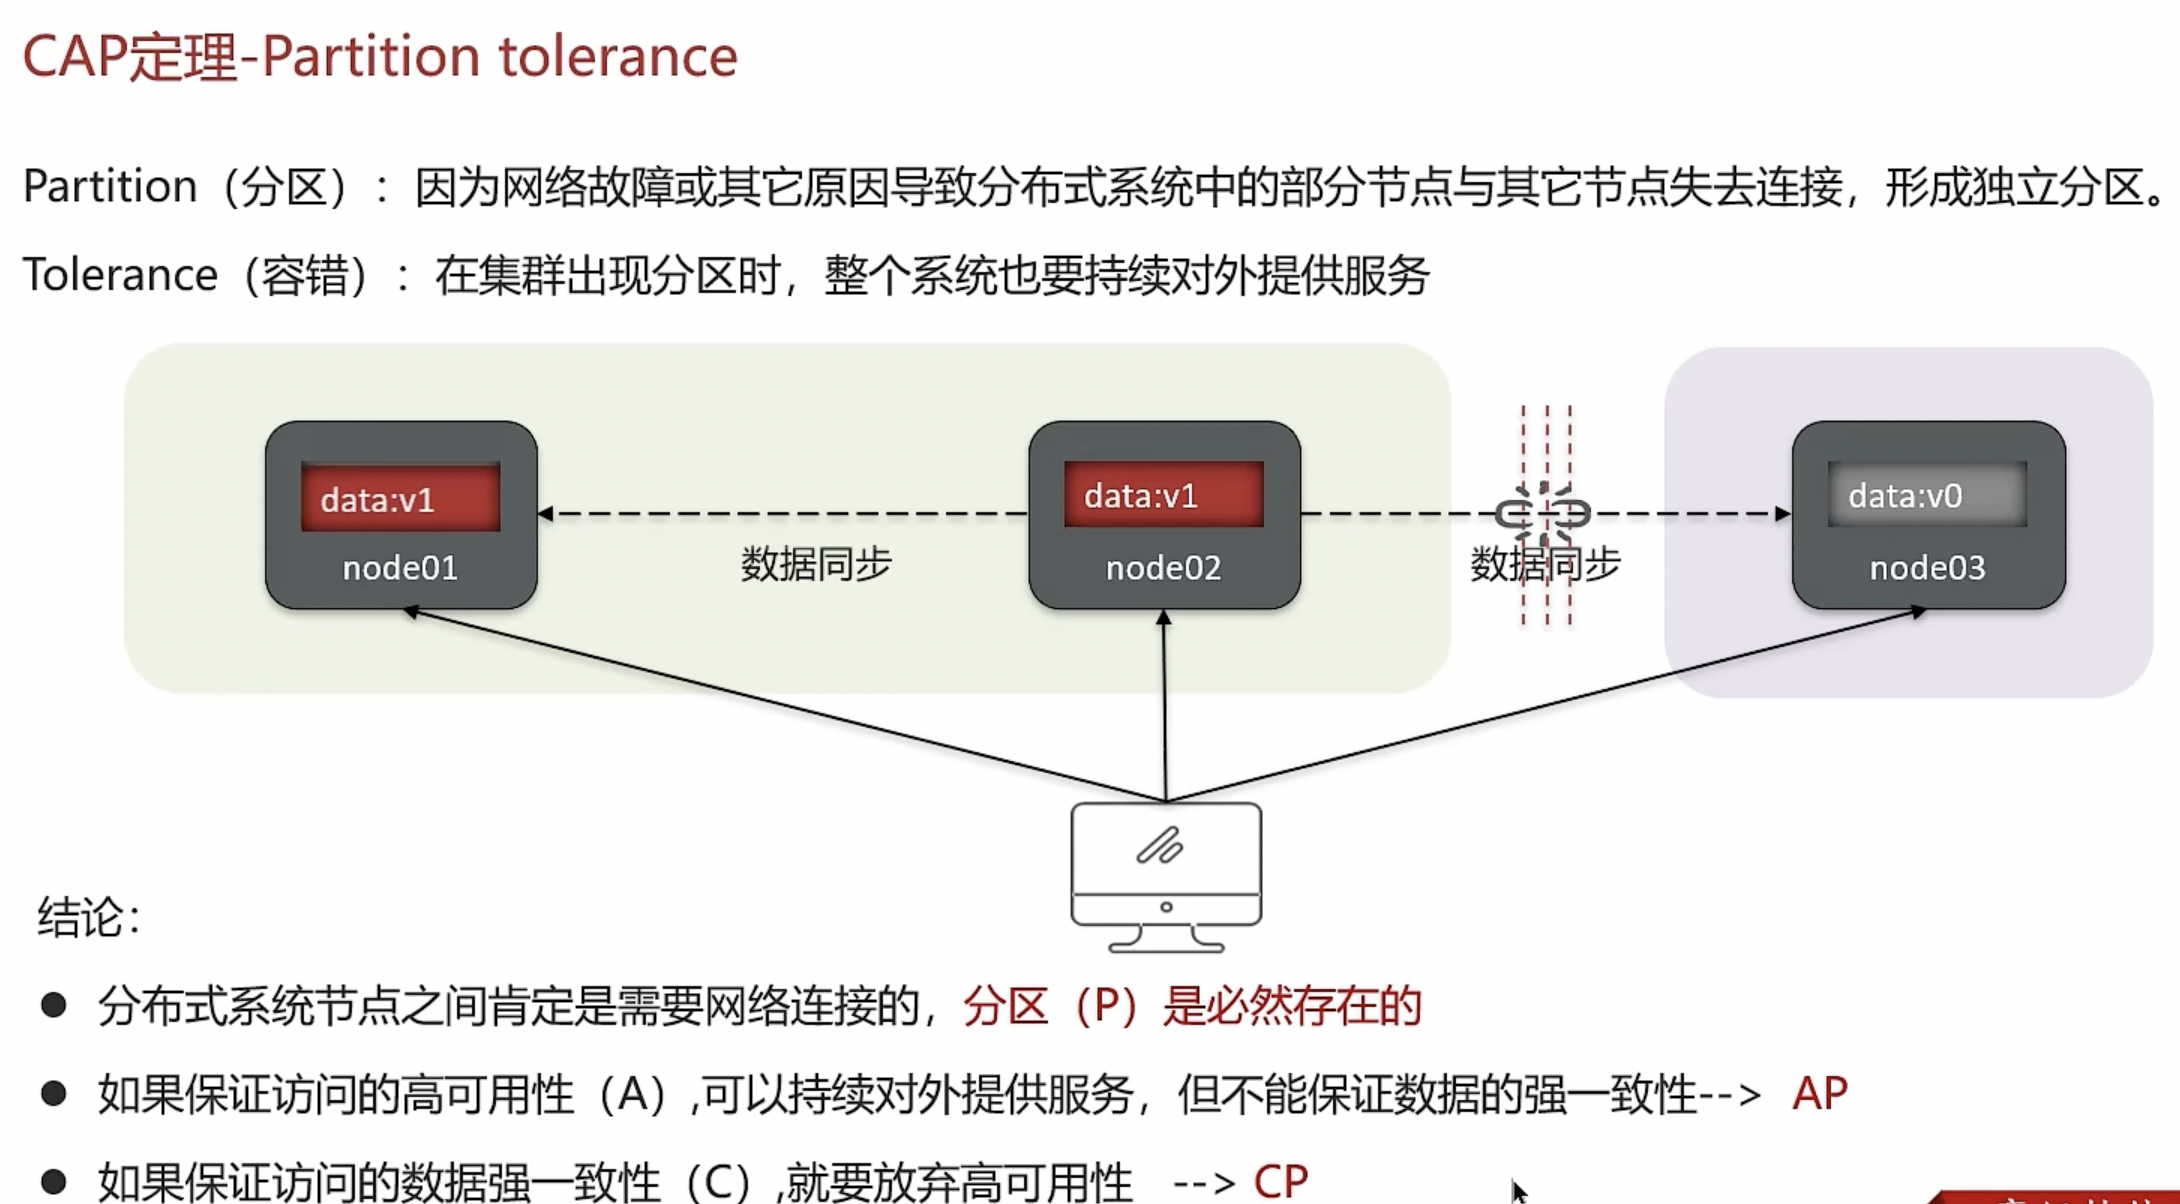 CAP定理-Partition tolerance
Partition（分区）：因为网络故障或其它原因导致分布式系统中的部分节点与其它节点失去连接，形成独立分区。
Tolerance（容错）：在集群出现分区时，整个系统也要持续对外提供服务
data:v1
node01
数据同步
data:v1
node02
数据同步
data:v0
node03
结论：
● 分布式系统节点之间肯定是需要网络连接的，分区（P）是必然存在的
● 如果保证访问的高可用性（A）,可以持续对外提供服务，但不能保证数据的强一致性--> AP
● 如果保证访问的数据强一致性（C）,就要放弃高可用性 --> CP